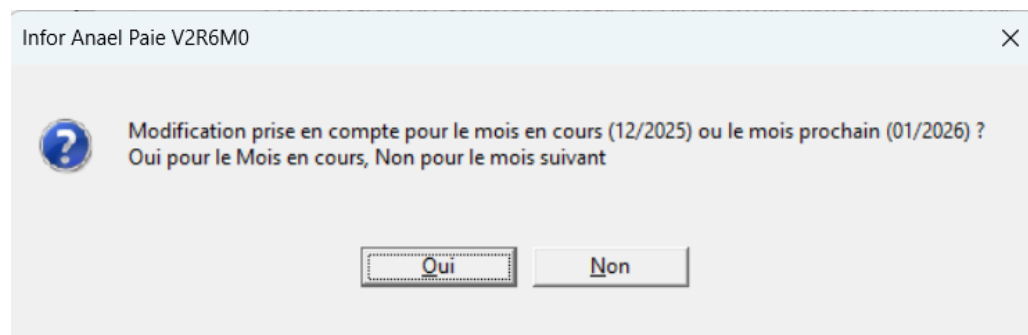 Infor Anael Paie V2R6M0
Modification prise en compte pour le mois en cours (12/2025) ou le mois prochain (01/2026) ?
Oui pour le Mois en cours, Non pour le mois suivant
Oui
Non